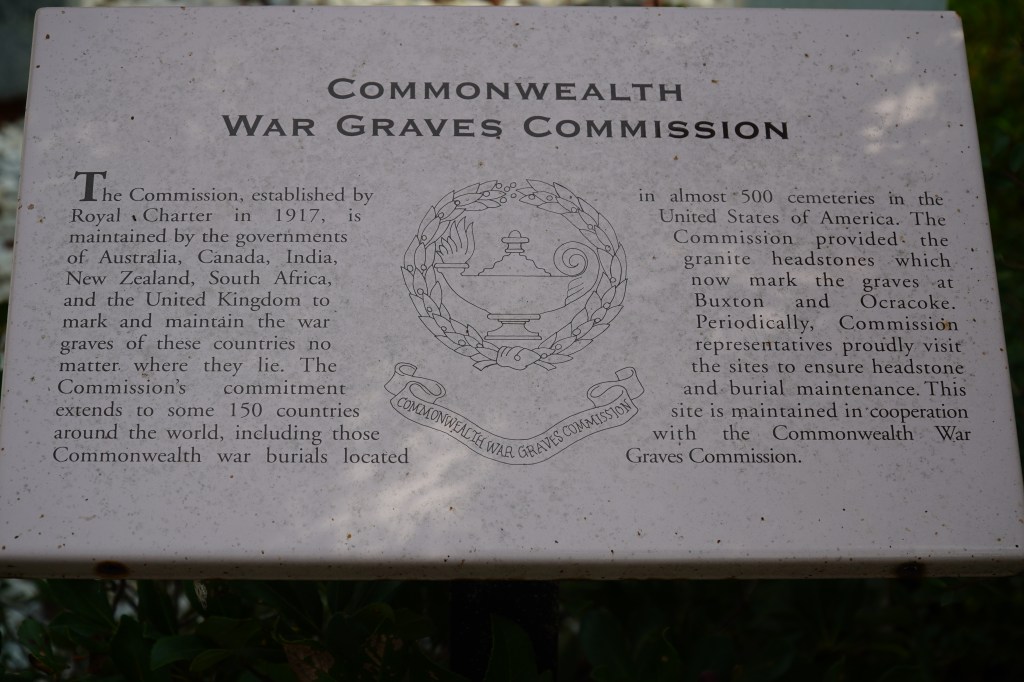 COMMONWEALTH
WAR GRAVES COMMISSION
The Commission, established by
Royal Charter in 1917, is
maintained by the governments
of Australia, Canada, India,
New Zealand, South Africa,
and the United Kingdom to
mark and maintain the war
graves of these countries no
matter where they lie. The
Commission's commitment
extends to some 150 countries
around the world, including those
Commonwealth war burials located
COMMONWEALTH WAR GRAVES COMMISSION
in almost 500 cemeteries in the
United States of America. The
Commission provided the
granite headstones which
now mark the graves at
Buxton and Ocracoke.
Periodically, Commission
representatives proudly visit
the sites to ensure headstone
and burial maintenance. This
site is maintained in cooperation
with the Commonwealth War
Graves Commission.